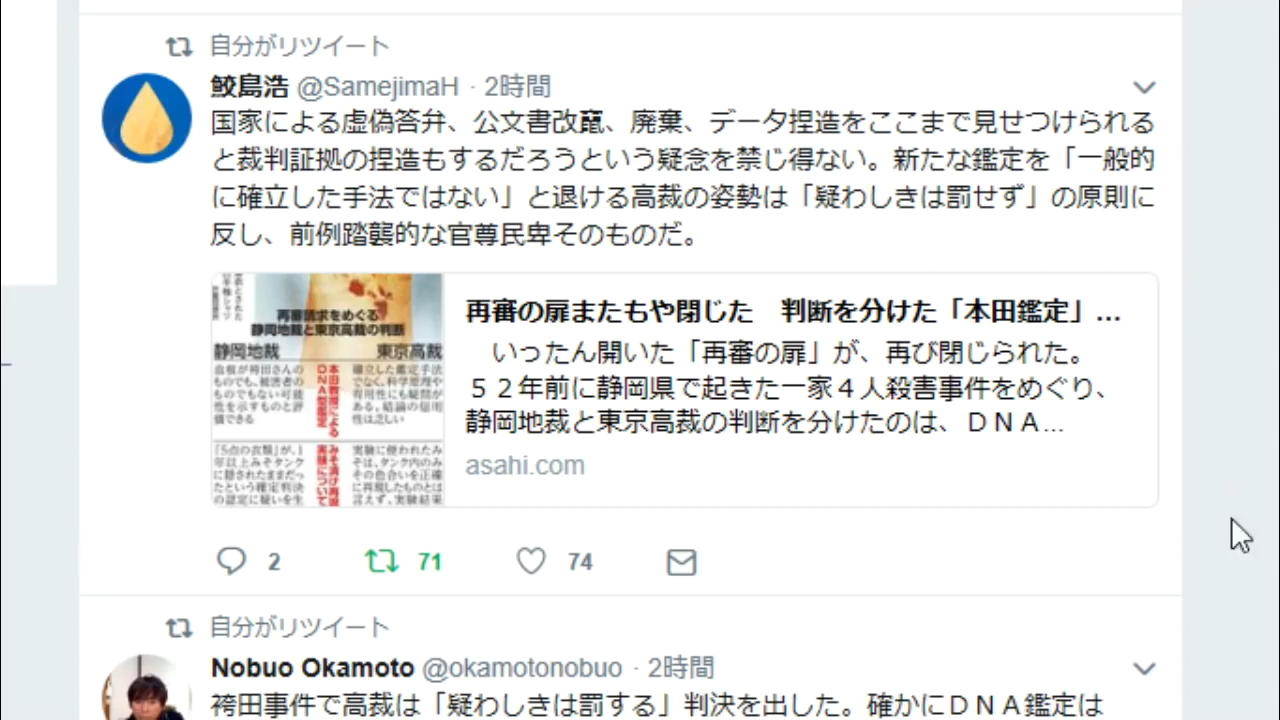 自分がリツイート
鮫島浩 @SamejimaH · 2時間
国家による虚偽答弁、公文書改竄、廃棄、データ捏造をここまで見せつけられる
と裁判証拠の捏造もするだろうという疑念を禁じ得ない。新たな鑑定を「一般的
に確立した手法ではない」と退ける高裁の姿勢は「疑わしきは罰せず」の原則に
反し、前例踏襲的な官尊民卑そのものだ。
再審請求をめぐる
静岡地裁と東京高裁の判断
静岡地裁
東京高裁
本田教授による
DNA型鑑定
血痕が袴田さんの
ものでも、被害者の
ものでもない可能
性を示すものと評
価できる
確立した鑑定手法
でなく、科学原理や
有用性にも疑問が
ある。結論の信用
性は乏しい
みそ漬け再現
実験について
「5点の衣類」が、1
年以上みそタンク
に隠されたままだっ
たという確定判決
の認定に疑いを生
実験に使われたみ
そは、タンク内のみ
その色合いを正確
に再現したものとは
言えず、実験結果
再審の扉またもや閉じた　判断を分けた「本田鑑定」...
いったん開いた「再審の扉」が、再び閉じられた。
５２年前に静岡県で起きた一家４人殺害事件をめぐり、
静岡地裁と東京高裁の判断を分けたのは、ＤＮＡ...
asahi.com
2 71 74
自分がリツイート
Nobuo Okamoto @okamotonobuo · 2時間
袴田事件で高裁は「疑わしきは罰する」判決を出した。確かにＤＮＡ鑑定は